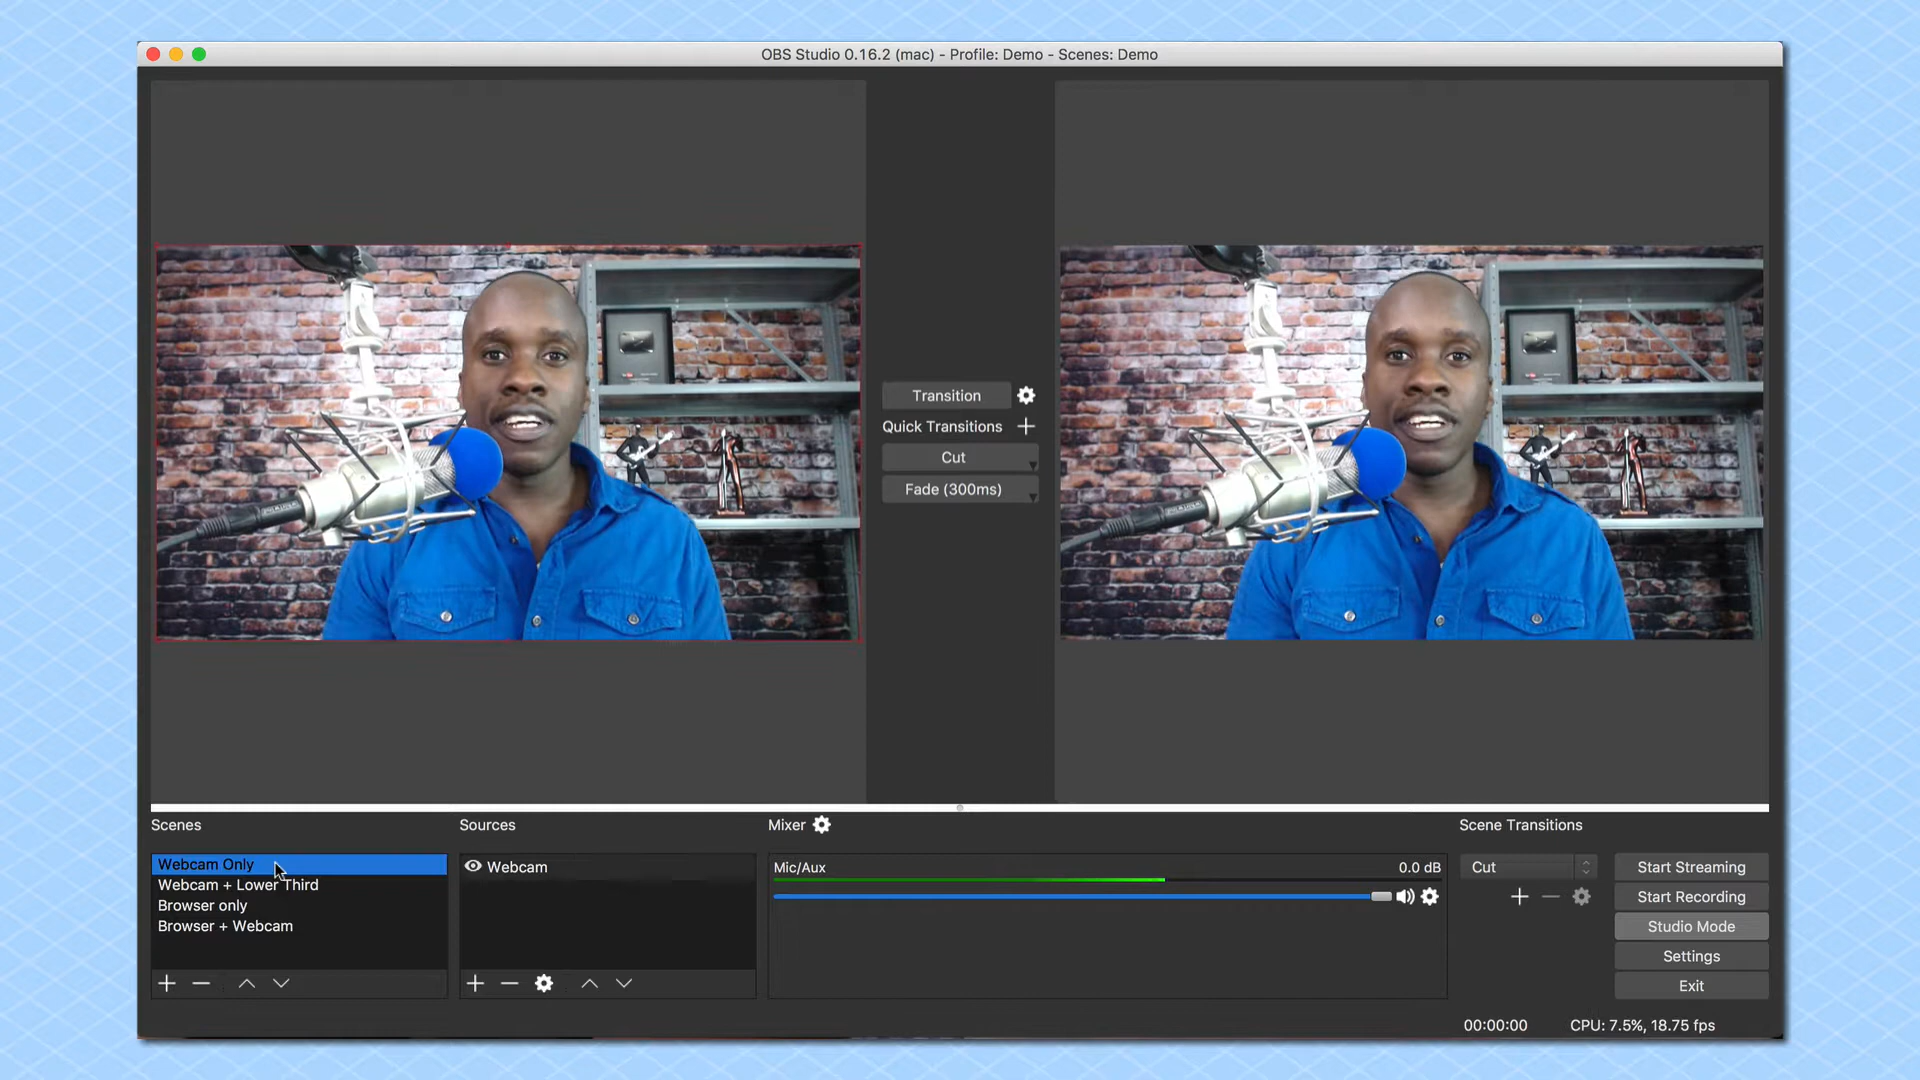 OBS Studio 0.16.2 (mac) - Profile: Demo - Scenes: Demo
Transition
Quick Transitions
Cut
Fade (300ms)
Scenes
Webcam Only
Webcam + Lower Third
Browser only
Browser + Webcam
Sources
Webcam
Mixer
Mic/Aux
0.0 dB
Scene Transitions
Cut
Start Streaming
Start Recording
Studio Mode
Settings
Exit
00:00:00
CPU: 7.5%, 18.75 fps